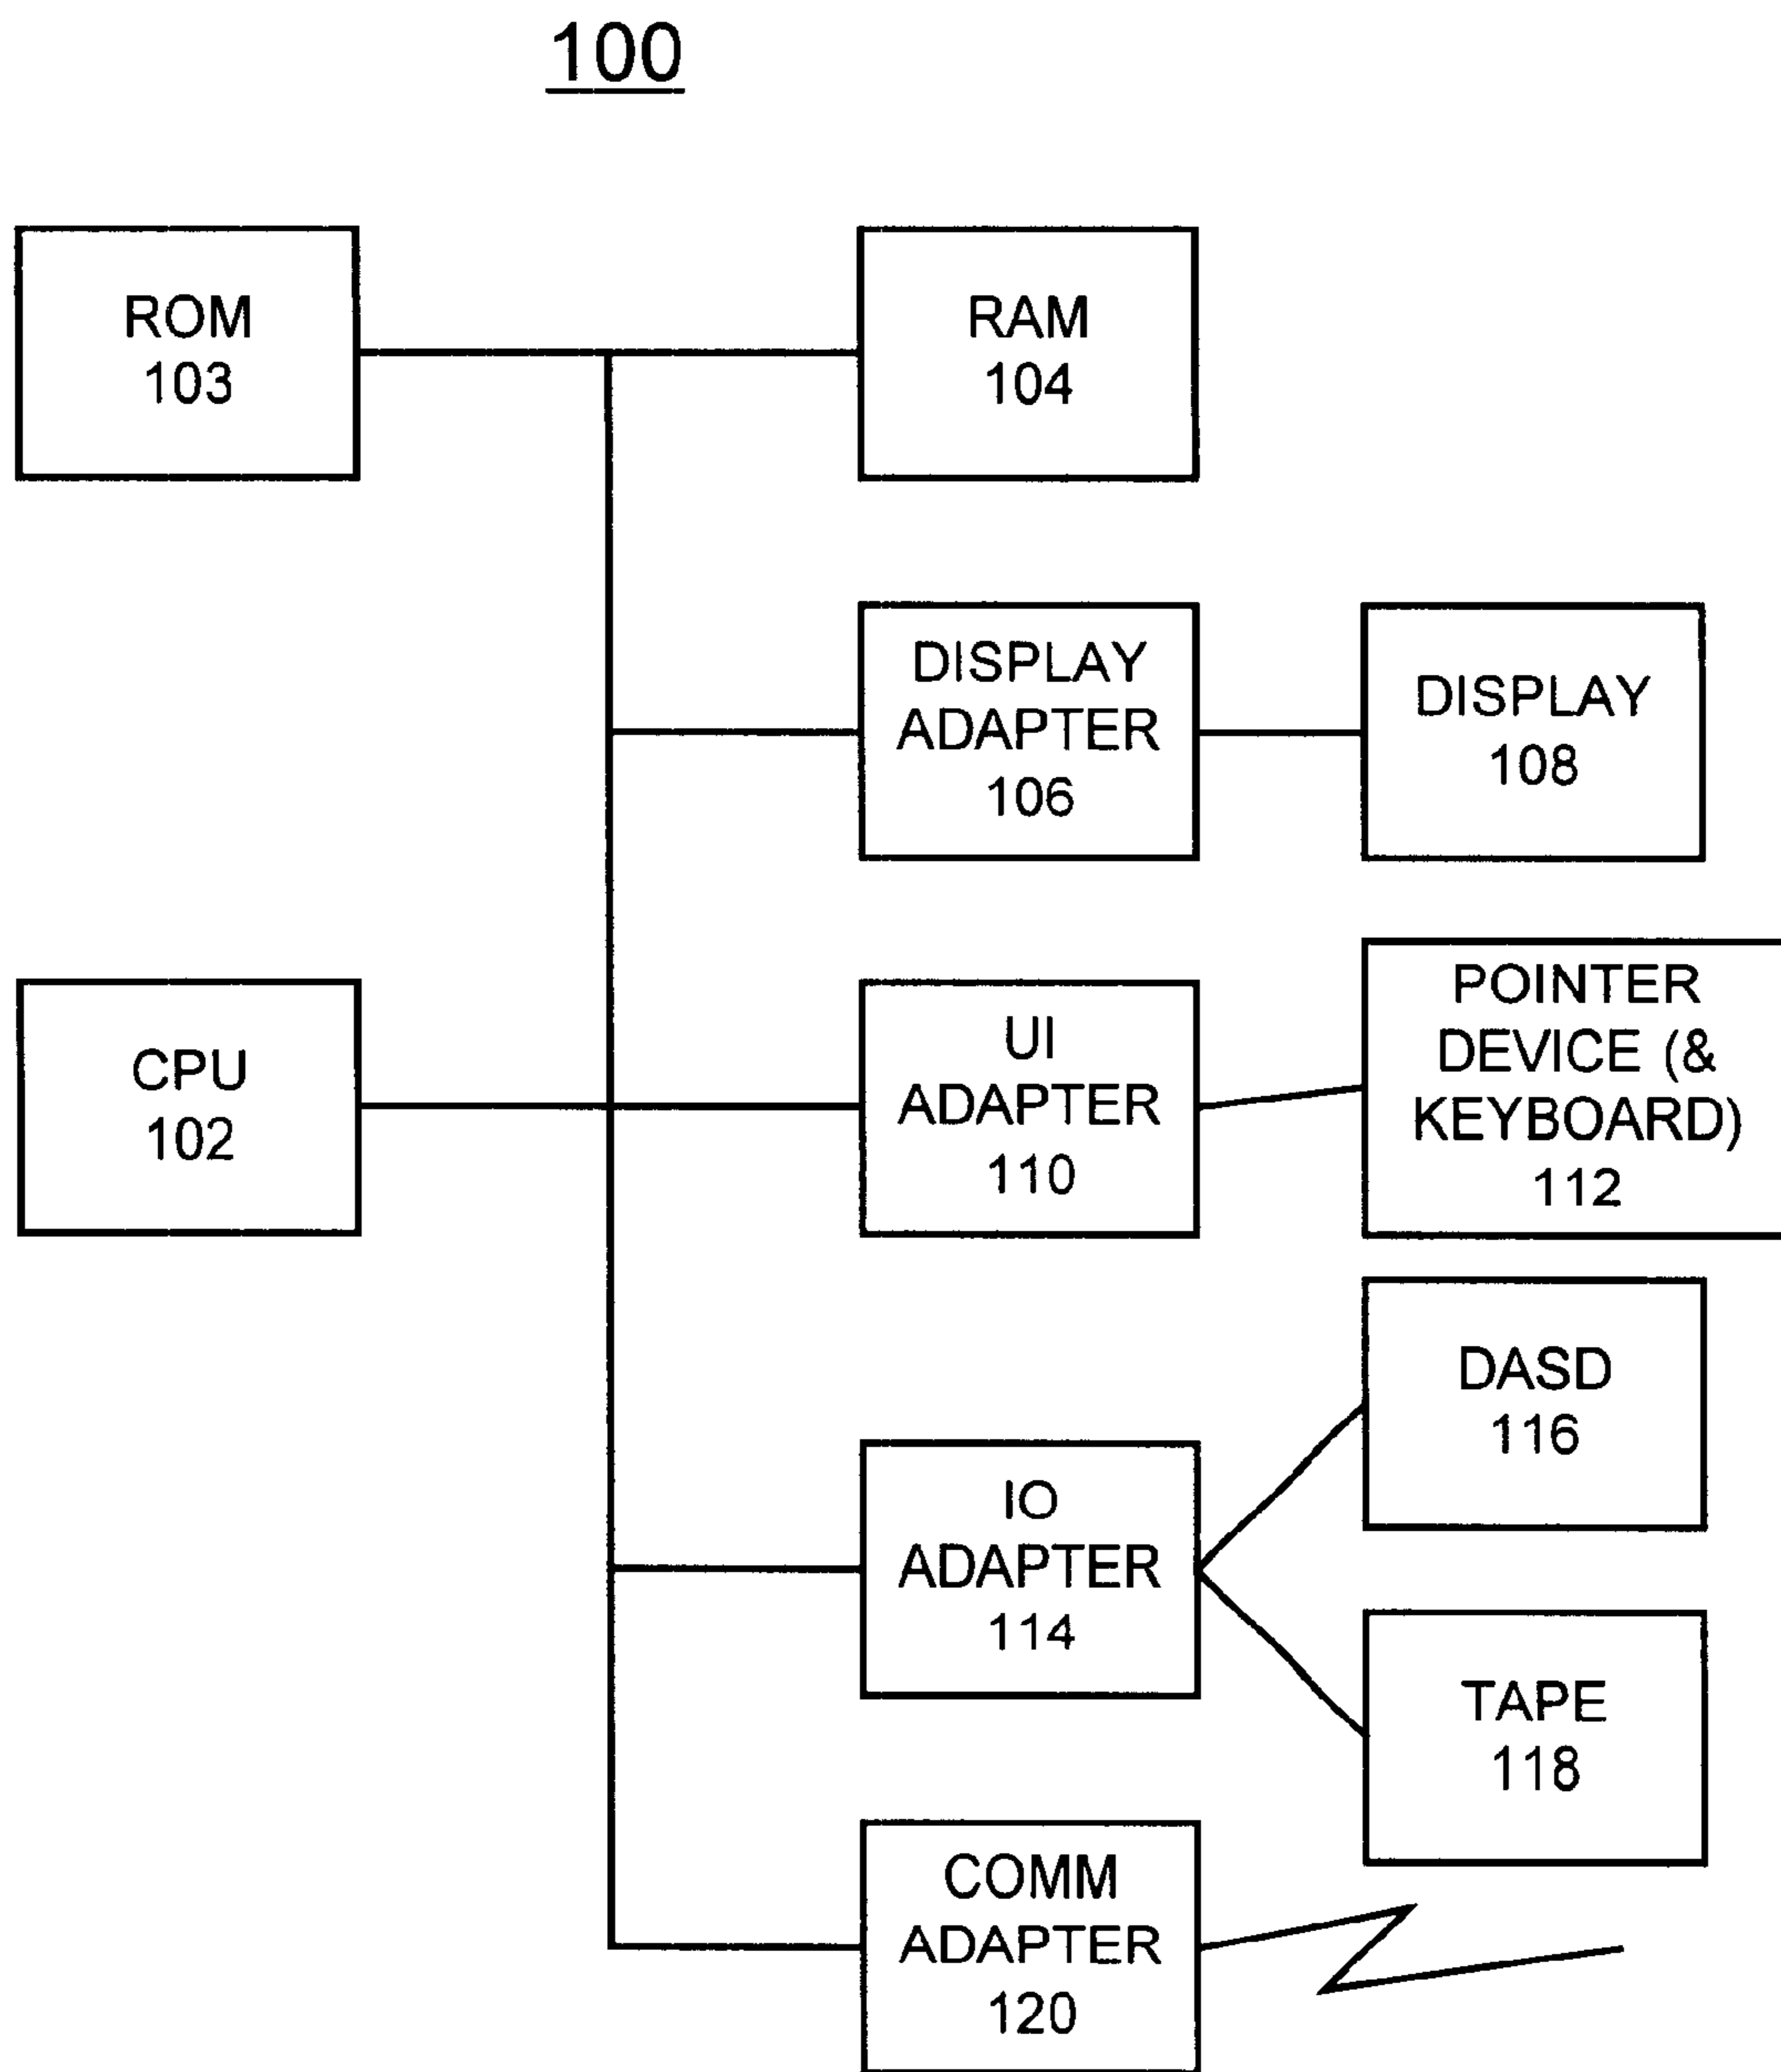 100
ROM
103
RAM
104
DISPLAY
ADAPTER
106
DISPLAY
108
CPU
102
UI
ADAPTER
110
POINTER
DEVICE (&
KEYBOARD)
112
DASD
116
IO
ADAPTER
114
TAPE
118
COMM
ADAPTER
120